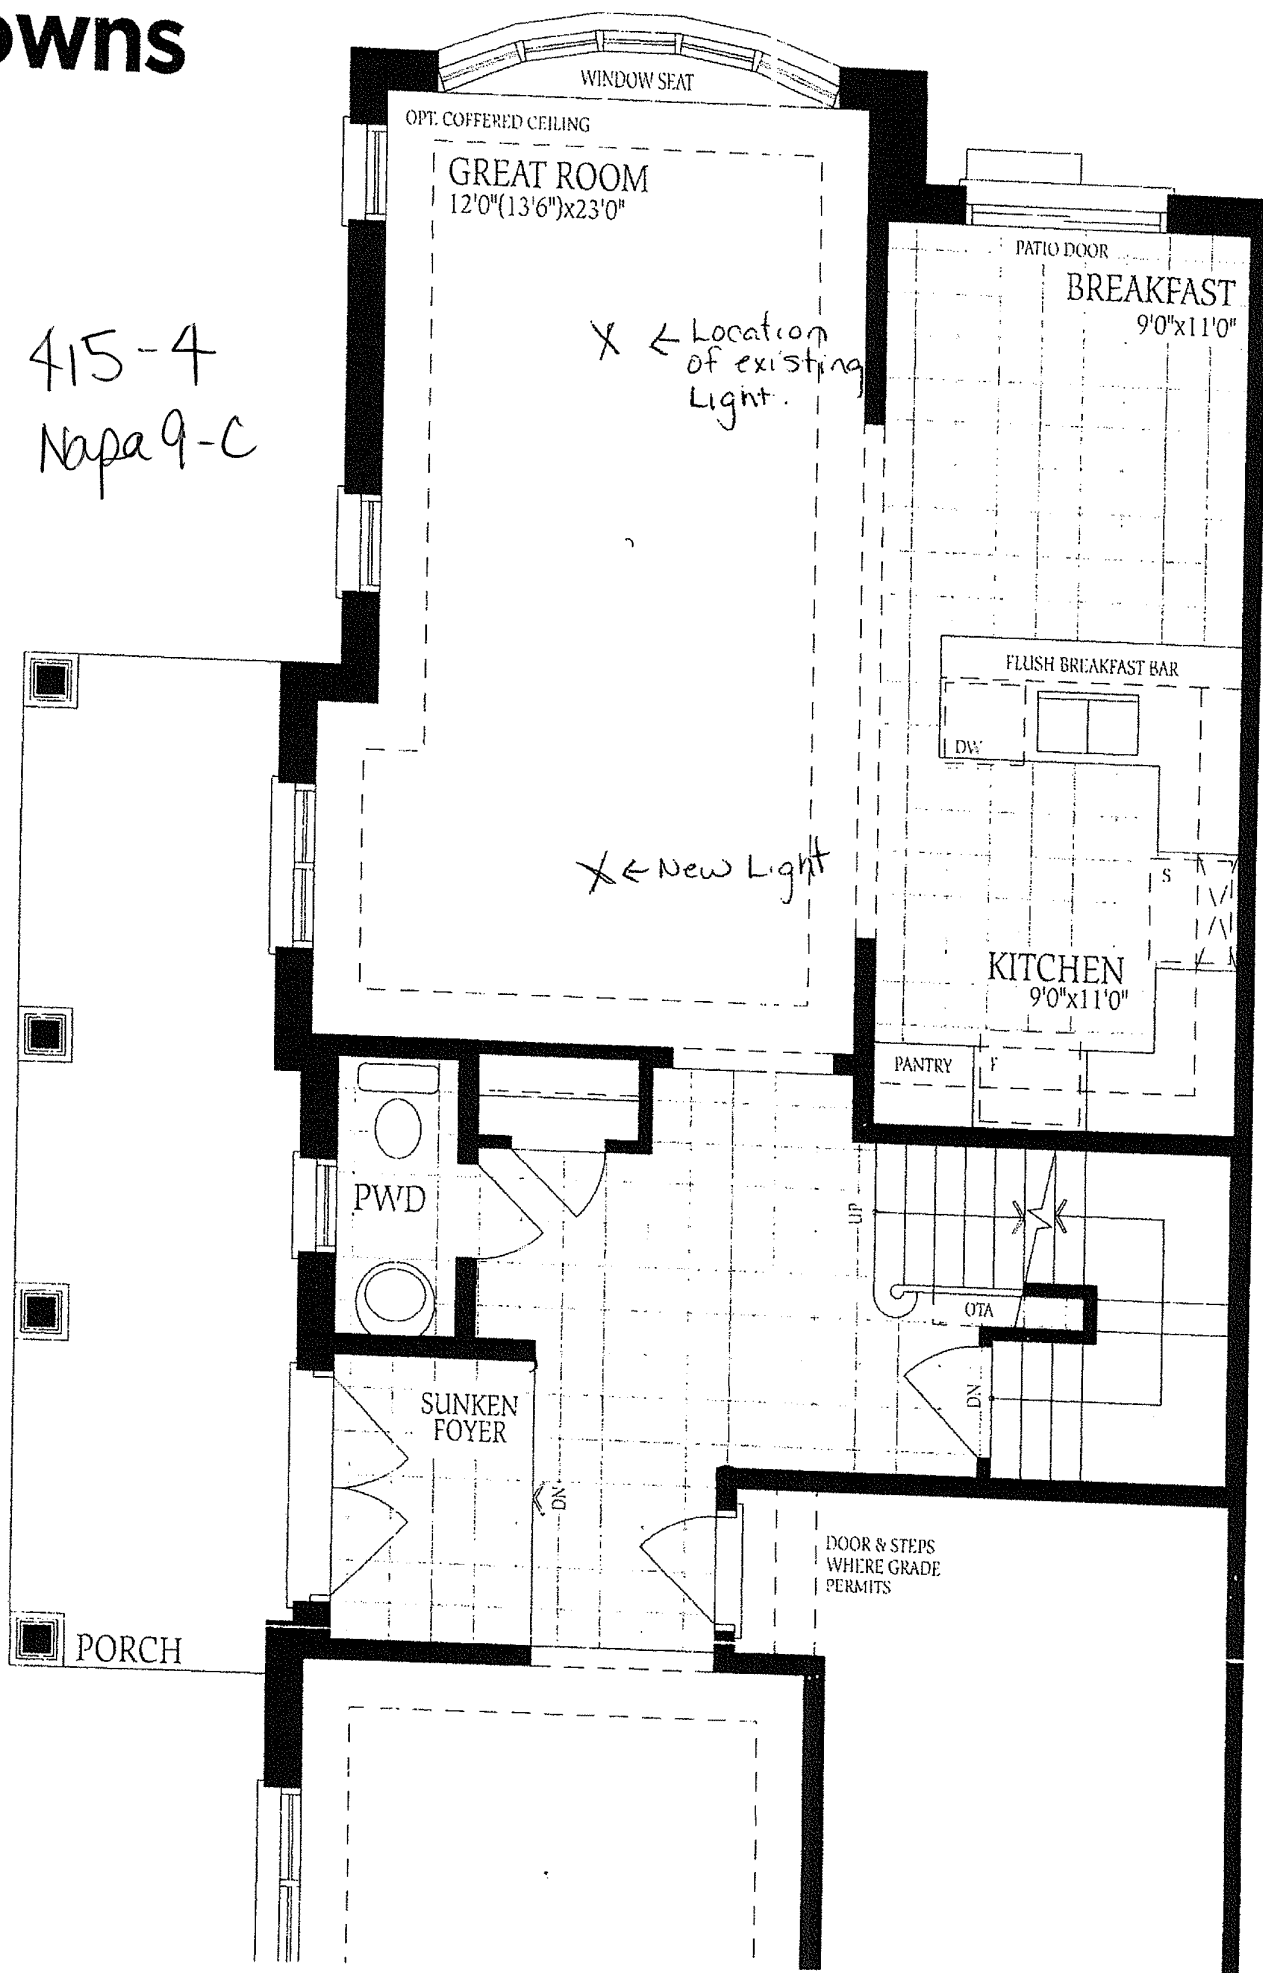 owns
WINDOW SEAT
OPT. COFFERED CEILING
GREAT ROOM
12'0"(13'6")x23'0"
PATIO DOOR
BREAKFAST
9'0"x11'0"
415-4
Napa 9-C
X ← Location
of existing
Light.
FLUSH BREAKFAST BAR
DW
X ← New Light
S
KITCHEN
9'0"x11'0"
PANTRY
F
PWD
UP
OTA
SUNKEN
FOYER
DN
DN
DOOR & STEPS
WHERE GRADE
PERMITS
PORCH